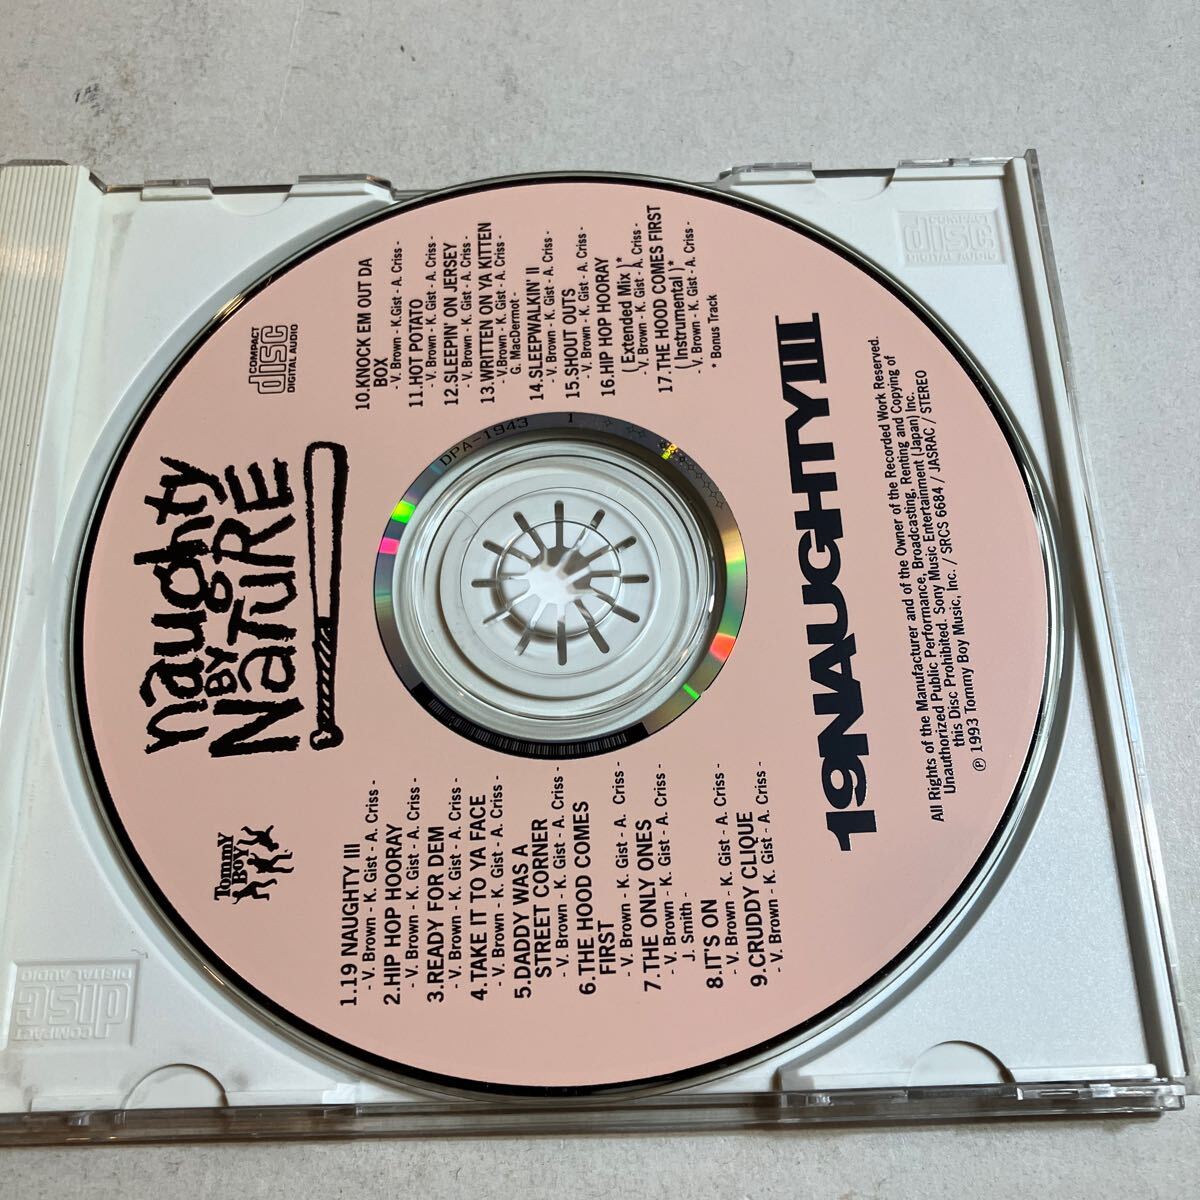 Tommy
Boy
naughty
BY
NaTuRE
COMPACT
disc
DIGITAL AUDIO
1.19 NAUGHTY III
- V. Brown - K. Gist - A. Criss -
2.HIP HOP HOORAY
- V. Brown - K. Gist - A. Criss -
3.READY FOR DEM
- V. Brown - K. Gist - A. Criss -
4.TAKE IT TO YA FACE
- V. Brown - K. Gist - A. Criss -
5.DADDY WAS A
STREET CORNER
- V. Brown - K. Gist - A. Criss -
6.THE HOOD COMES
FIRST
- V. Brown - K. Gist - A. Criss -
7.THE ONLY ONES
- V. Brown - K. Gist - A. Criss -
J. Smith -
8.IT'S ON
- V. Brown - K. Gist - A. Criss -
9.CRUDDY CLIQUE
- V. Brown - K. Gist - A. Criss -
10.KNOCK EM OUT DA
BOX
- V. Brown - K.Gist - A. Criss -
11.HOT POTATO
- V. Brown - K. Gist - A. Criss -
12.SLEEPIN' ON JERSEY
- V. Brown - K. Gist - A. Criss -
13.WRITTEN ON YA KITTEN
- V.Brown - K. Gist - A. Criss -
G. MacDermot -
14.SLEEPWALKIN' II
- V. Brown - K. Gist - A. Criss -
15.SHOUT OUTS
- V. Brown - K. Gist - A. Criss -
16.HIP HOP HOORAY
( Extended Mix )*
- V. Brown - K. Gist - A. Criss -
17.THE HOOD COMES FIRST
( Instrumental )*
- V. Brown - K. Gist - A. Criss -
* Bonus Track
DPA-1943 1
19NAUGHTYIII
All Rights of the Manufacturer and of the Owner of the Recorded Work Reserved.
Unauthorized Public Performance, Broadcasting, Renting and Copying of
this Disc Prohibited. Sony Music Entertainment (Japan) Inc.
℗ 1993 Tommy Boy Music, Inc. / SRCS 6684 / JASRAC / STEREO
COMPACT
disc
DIGITAL AUDIO
COMPACT
disc
DIGITAL AUDIO